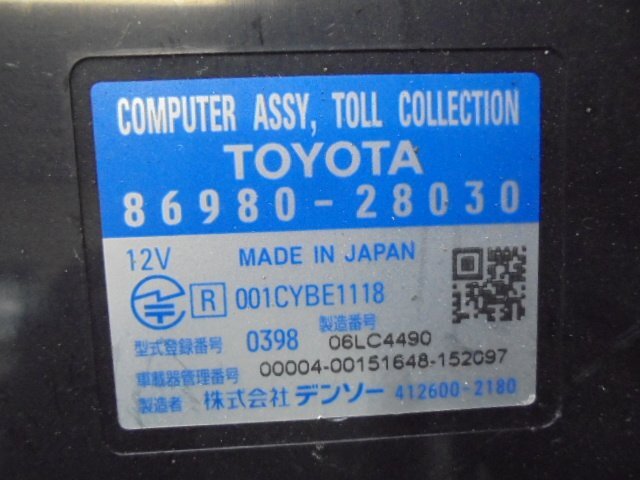 COMPUTER ASSY, TOLL COLLECTION
TOYOTA
86980-28030
12V MADE IN JAPAN
R 001CYBE1118
型式登録番号 0398 製造番号 06LC4490
車載器管理番号 00004-00151648-152097
製造者 株式会社 デンソー 412600-2180